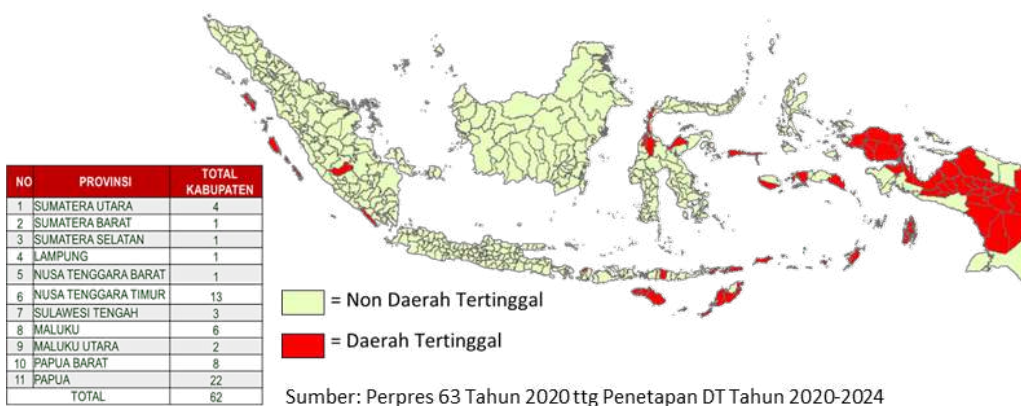 NO PROVINSI TOTAL KABUPATEN
1 SUMATERA UTARA 4
2 SUMATERA BARAT 1
3 SUMATERA SELATAN 1
4 LAMPUNG 1
5 NUSA TENGGARA BARAT 1
6 NUSA TENGGARA TIMUR 13
7 SULAWESI TENGAH 3
8 MALUKU 6
9 MALUKU UTARA 2
10 PAPUA BARAT 8
11 PAPUA 22
TOTAL 62
= Non Daerah Tertinggal
= Daerah Tertinggal
Sumber: Perpres 63 Tahun 2020 ttg Penetapan DT Tahun 2020-2024